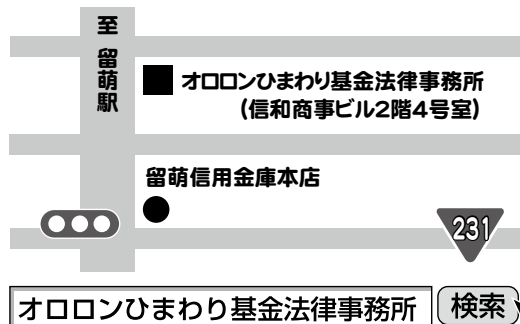 至 留萌駅
オロロンひまわり基金法律事務所
(信和商事ビル2階4号室)
留萌信用金庫本店
231
オロロンひまわり基金法律事務所 検索